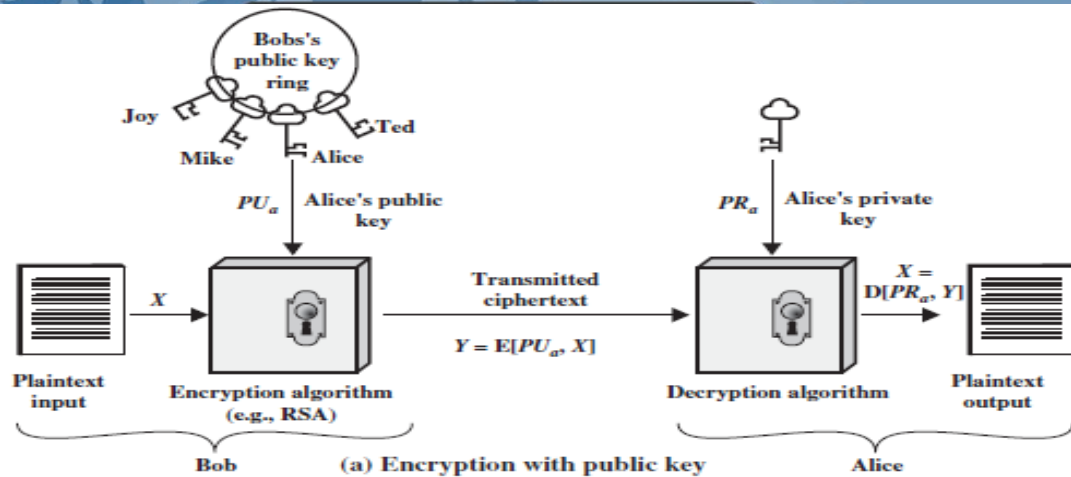 Bobs's
public key
ring
Joy
Ted
Mike
Alice
PUa
Alice's public
key
PRa
Alice's private
key
X
Transmitted
ciphertext
X =
D[PRa, Y]
Y = E[PUa, X]
Plaintext
input
Encryption algorithm
(e.g., RSA)
Decryption algorithm
Plaintext
output
Bob
(a) Encryption with public key
Alice